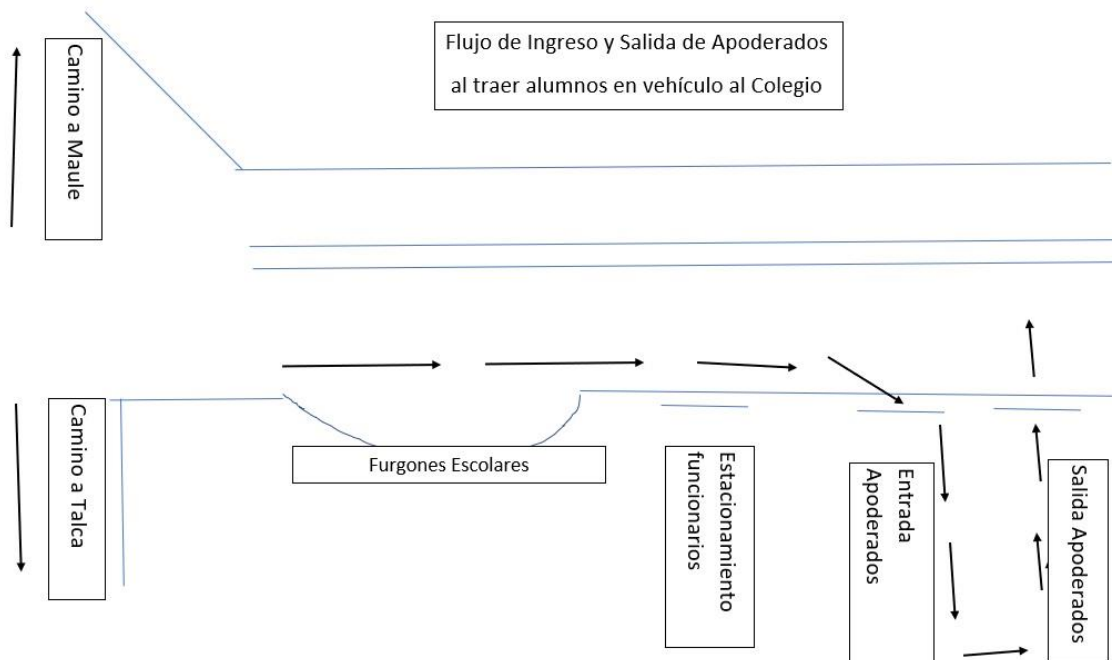 Flujo de Ingreso y Salida de Apoderados
al traer alumnos en vehículo al Colegio
Camino a Maule
Camino a Talca
Furgones Escolares
Estacionamiento
funcionarios
Entrada
Apoderados
Salida Apoderados